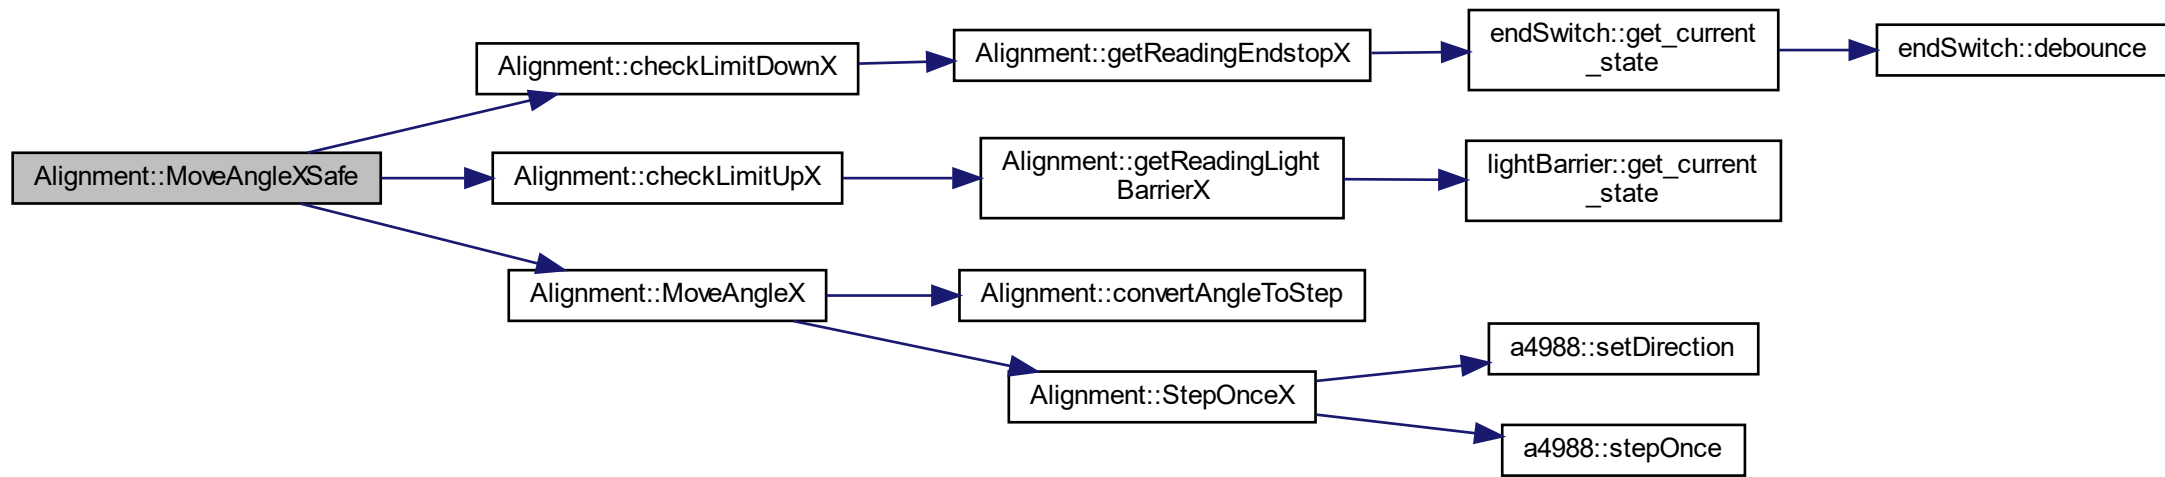 Alignment::MoveAngleXSafe
Alignment::checkLimitDownX
Alignment::getReadingEndstopX
endSwitch::get_current
_state
endSwitch::debounce
Alignment::checkLimitUpX
Alignment::getReadingLight
BarrierX
lightBarrier::get_current
_state
Alignment::MoveAngleX
Alignment::convertAngleToStep
Alignment::StepOnceX
a4988::setDirection
a4988::stepOnce